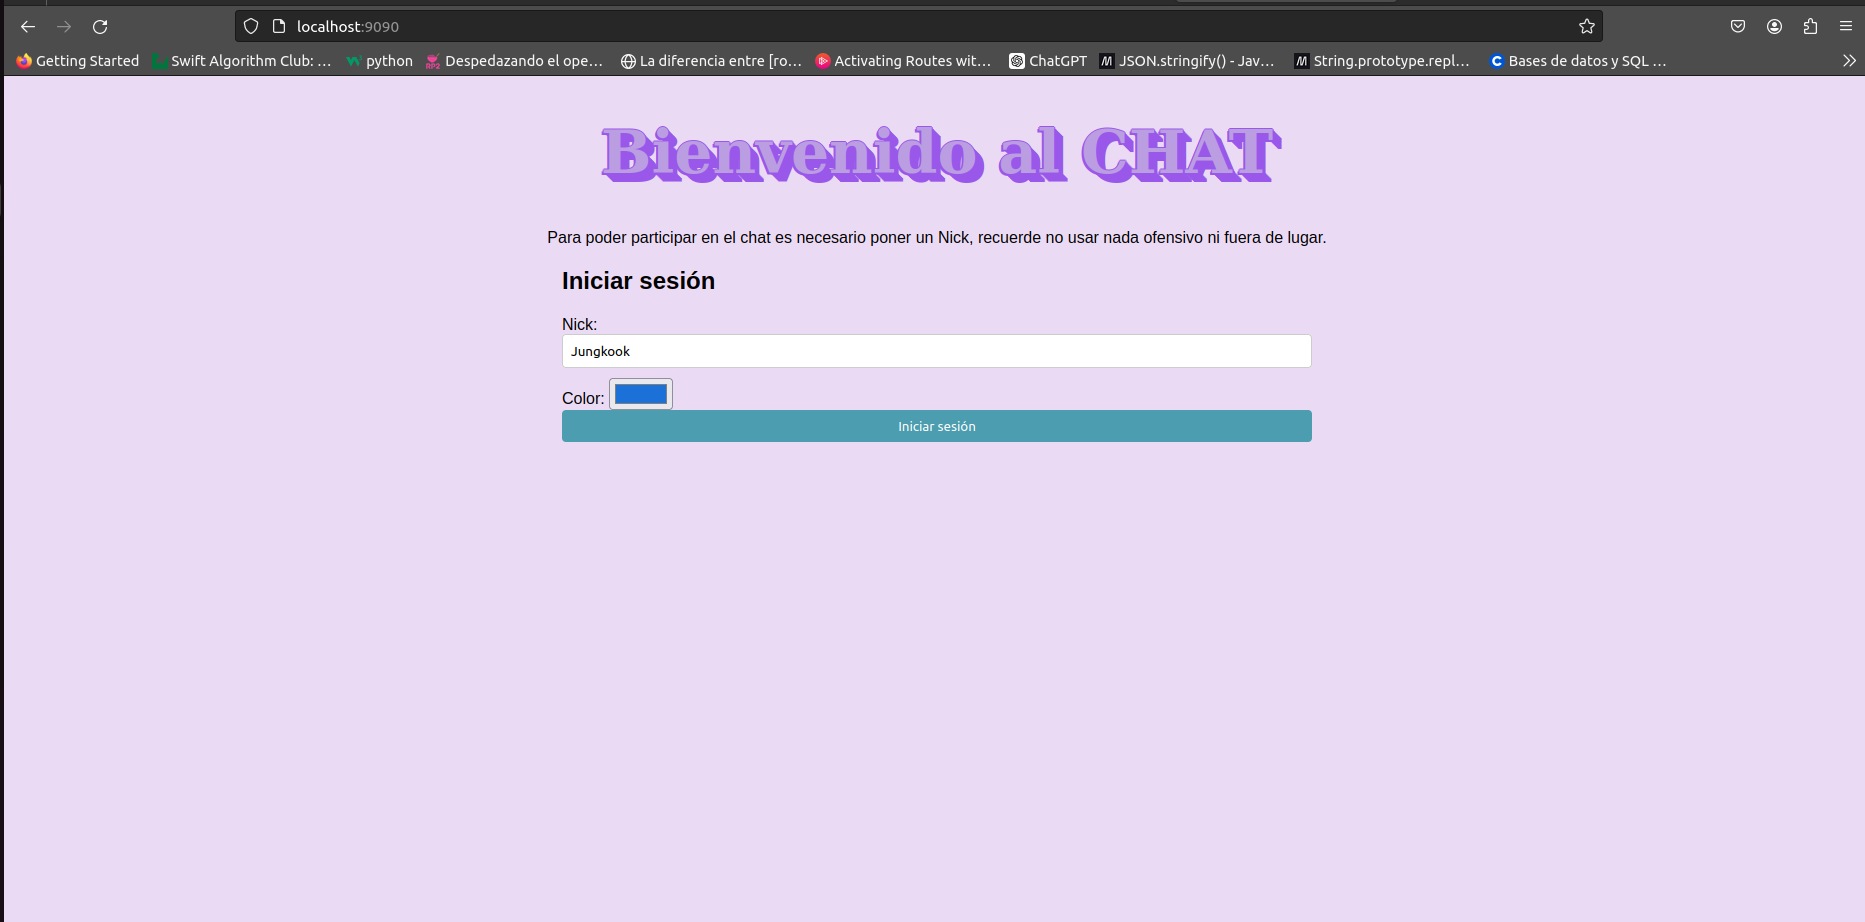 localhost:9090
Getting Started Swift Algorithm Club: ... python Despedazando el ope... La diferencia entre [ro... Activating Routes wit... ChatGPT JSON.stringify() - Jav... String.prototype.repl... Bases de datos y SQL ...
Bienvenido al CHAT
Para poder participar en el chat es necesario poner un Nick, recuerde no usar nada ofensivo ni fuera de lugar.
Iniciar sesión
Nick:
Jungkook
Color:
Iniciar sesión